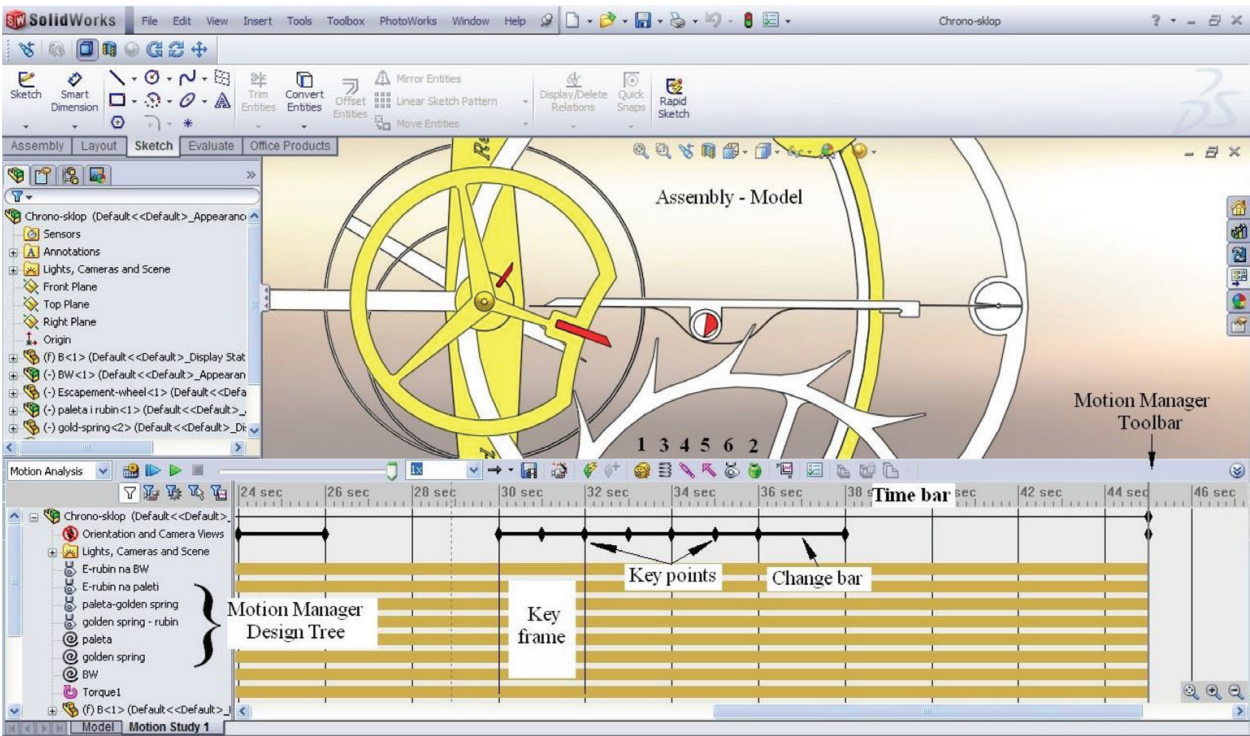 SolidWorks File Edit View Insert Tools Toolbox PhotoWorks Window Help Chrono-sklop
Sketch Smart Dimension Trim Entities Convert Entities Offset Entities Mirror Entities Linear Sketch Pattern Move Entities Display/Delete Relations Quick Snaps Rapid Sketch
Assembly Layout Sketch Evaluate Office Products
Assembly - Model
Chrono-sklop (Default<<Default>_Appearanc
Sensors
Annotations
Lights, Cameras and Scene
Front Plane
Top Plane
Right Plane
Origin
(f) B<1> (Default<<Default>_Display Stat
(-) BW<1> (Default<<Default>_Appearan
(-) Escapement-wheel<1> (Default<<Defa
(-) paleta i rubin<1> (Default<<Default>_
(-) gold-spring<2> (Default<<Default>_Di
Motion Manager
Toolbar
1 3 4 5 6 2
Motion Analysis 1x
24 sec 26 sec 28 sec 30 sec 32 sec 34 sec 36 sec 38 Time bar sec 42 sec 44 sec 46 sec
Chrono-sklop (Default<<Default>_
Orientation and Camera Views
Lights, Cameras and Scene
E-rubin na BW
E-rubin na paleti
paleta-golden spring
golden spring - rubin
paleta
golden spring
BW
Torque1
(f) B<1> (Default<<Default>_
Motion Manager
Design Tree
Key
frame
Key points
Change bar
Model Motion Study 1